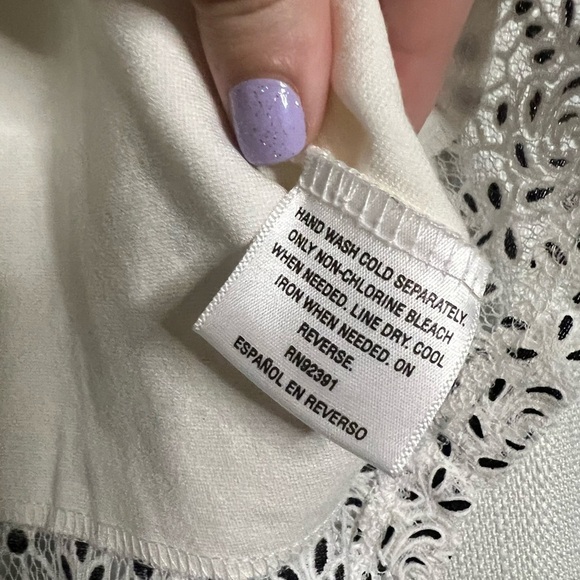 HAND WASH COLD SEPARATELY.
ONLY NON-CHLORINE BLEACH
WHEN NEEDED. LINE DRY. COOL
IRON WHEN NEEDED. ON
REVERSE.
RN92391
ESPAÑOL EN REVERSO